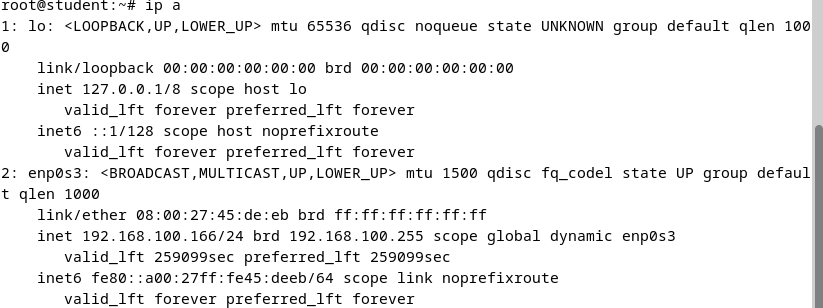 root@student:~# ip a
1: lo: <LOOPBACK,UP,LOWER_UP> mtu 65536 qdisc noqueue state UNKNOWN group default qlen 100
0
    link/loopback 00:00:00:00:00:00 brd 00:00:00:00:00:00
    inet 127.0.0.1/8 scope host lo
       valid_lft forever preferred_lft forever
    inet6 ::1/128 scope host noprefixroute
       valid_lft forever preferred_lft forever
2: enp0s3: <BROADCAST,MULTICAST,UP,LOWER_UP> mtu 1500 qdisc fq_codel state UP group defaul
t qlen 1000
    link/ether 08:00:27:45:de:eb brd ff:ff:ff:ff:ff:ff
    inet 192.168.100.166/24 brd 192.168.100.255 scope global dynamic enp0s3
       valid_lft 259099sec preferred_lft 259099sec
    inet6 fe80::a00:27ff:fe45:deeb/64 scope link noprefixroute
       valid_lft forever preferred_lft forever